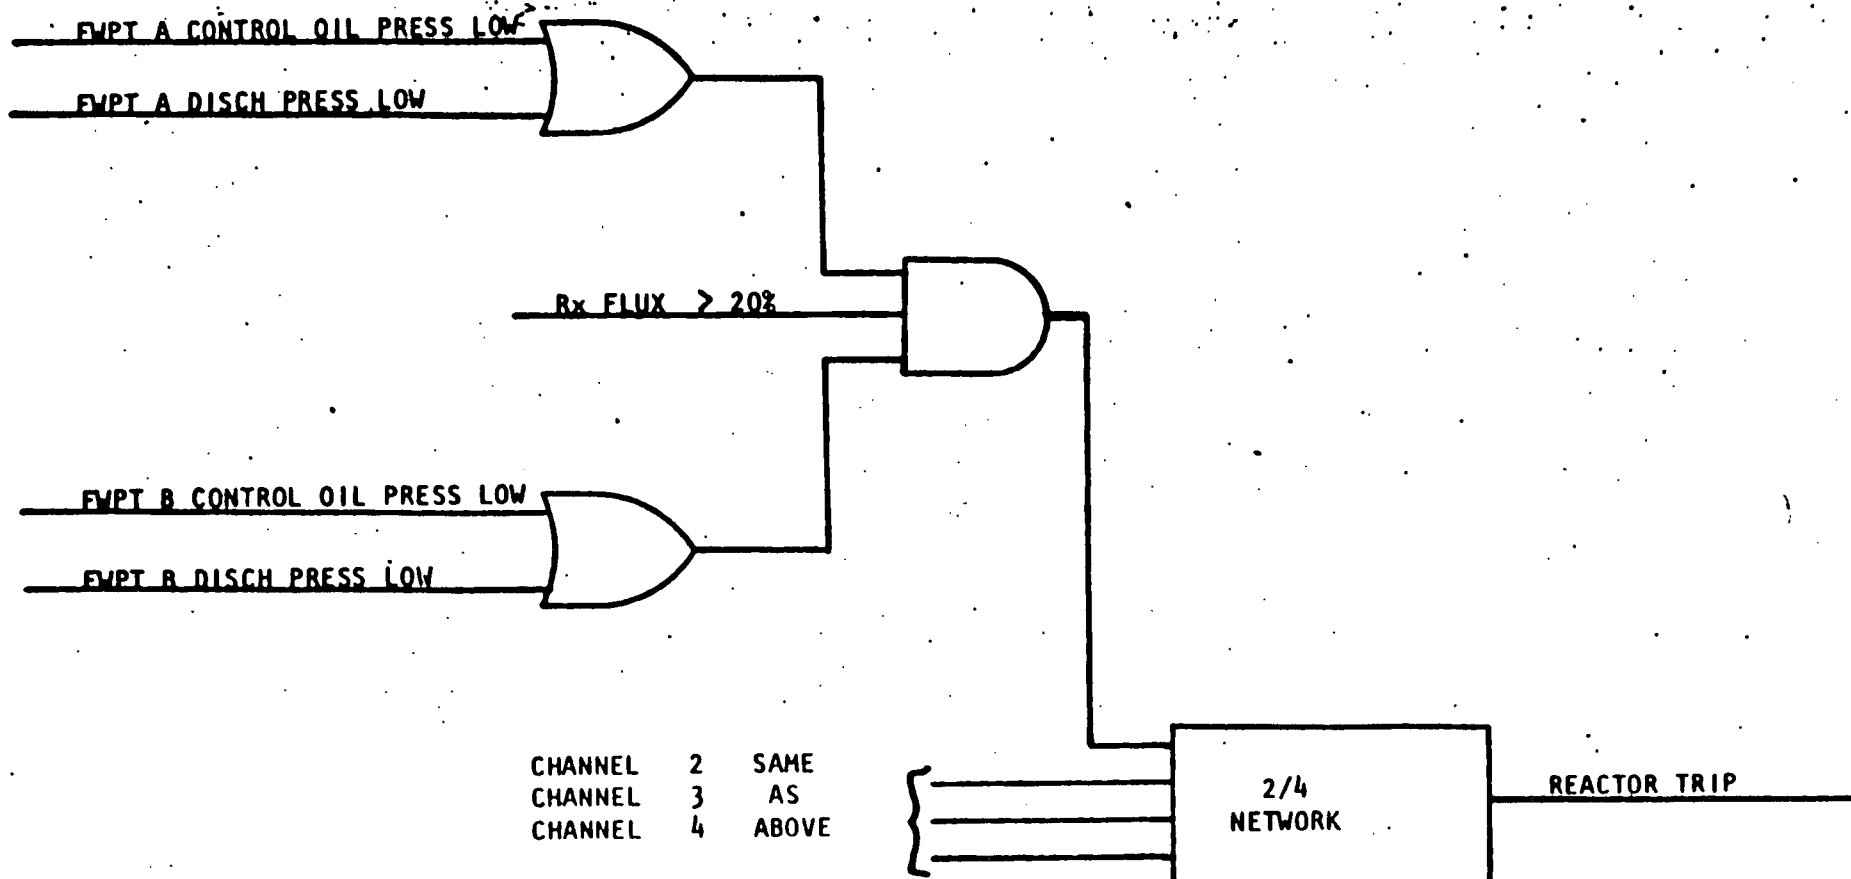 FWPT A CONTROL OIL PRESS LOW
FWPT A DISCH PRESS LOW
Rx FLUX > 20%
FWPT B CONTROL OIL PRESS LOW
FWPT B DISCH PRESS LOW
CHANNEL 2 SAME
CHANNEL 3 AS
CHANNEL 4 ABOVE
2/4
NETWORK
REACTOR TRIP